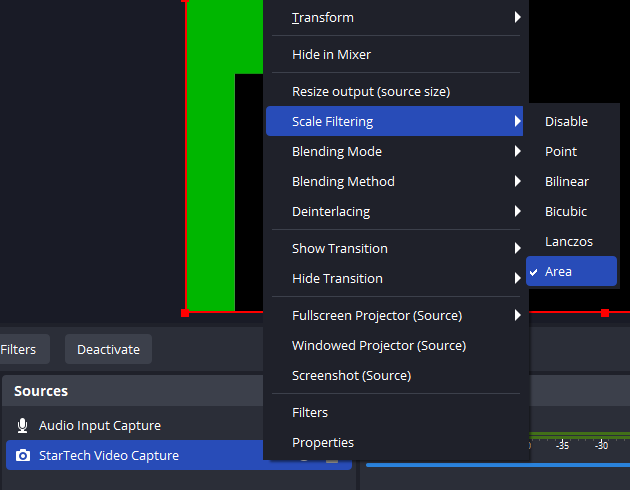 Transform
Hide in Mixer
Resize output (source size)
Scale Filtering
Blending Mode
Blending Method
Deinterlacing
Show Transition
Hide Transition
Fullscreen Projector (Source)
Windowed Projector (Source)
Screenshot (Source)
Filters
Properties
Disable
Point
Bilinear
Bicubic
Lanczos
Area
Filters
Deactivate
Sources
Audio Input Capture
StarTech Video Capture
-35 -30